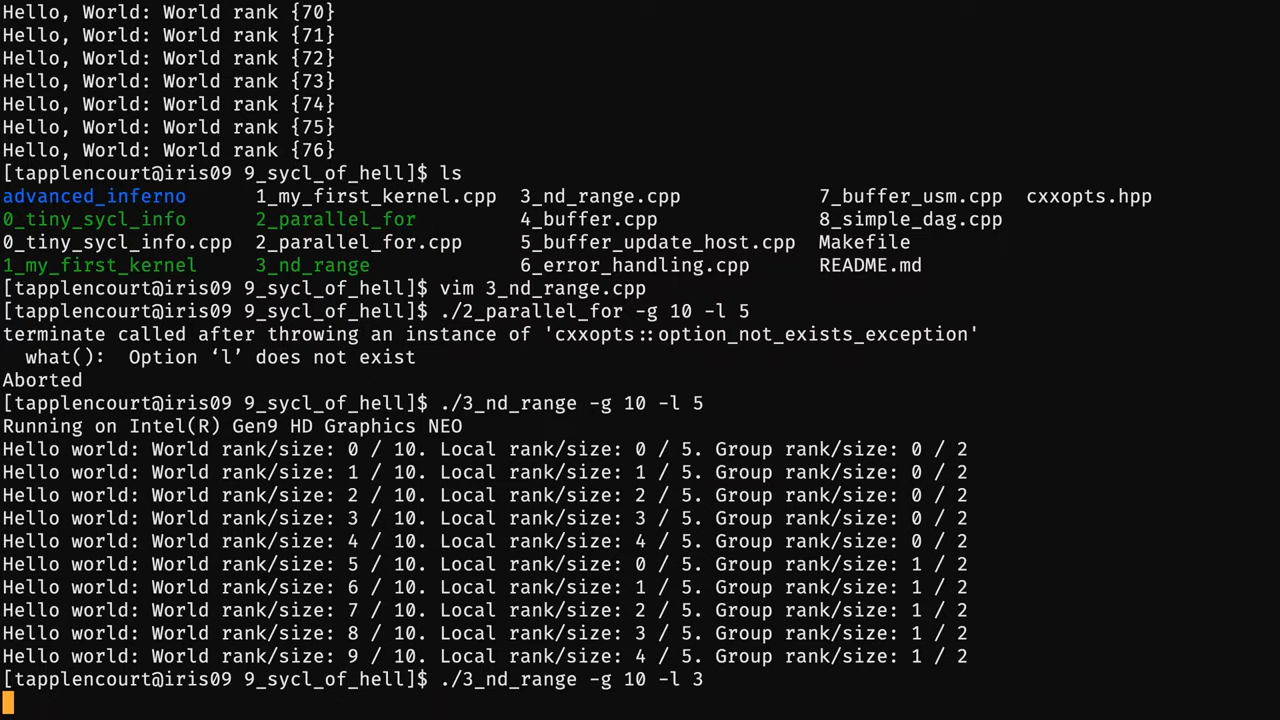 Hello, World: World rank {70}
Hello, World: World rank {71}
Hello, World: World rank {72}
Hello, World: World rank {73}
Hello, World: World rank {74}
Hello, World: World rank {75}
Hello, World: World rank {76}
[tapplencourt@iris09 9_sycl_of_hell]$ ls
advanced_inferno 1_my_first_kernel.cpp 3_nd_range.cpp 7_buffer_usm.cpp cxxopts.hpp
0_tiny_sycl_info 2_parallel_for 4_buffer.cpp 8_simple_dag.cpp
0_tiny_sycl_info.cpp 2_parallel_for.cpp 5_buffer_update_host.cpp Makefile
1_my_first_kernel 3_nd_range 6_error_handling.cpp README.md
[tapplencourt@iris09 9_sycl_of_hell]$ vim 3_nd_range.cpp
[tapplencourt@iris09 9_sycl_of_hell]$ ./2_parallel_for -g 10 -l 5
terminate called after throwing an instance of 'cxxopts::option_not_exists_exception'
what(): Option ‘l’ does not exist
Aborted
[tapplencourt@iris09 9_sycl_of_hell]$ ./3_nd_range -g 10 -l 5
Running on Intel(R) Gen9 HD Graphics NEO
Hello world: World rank/size: 0 / 10. Local rank/size: 0 / 5. Group rank/size: 0 / 2
Hello world: World rank/size: 1 / 10. Local rank/size: 1 / 5. Group rank/size: 0 / 2
Hello world: World rank/size: 2 / 10. Local rank/size: 2 / 5. Group rank/size: 0 / 2
Hello world: World rank/size: 3 / 10. Local rank/size: 3 / 5. Group rank/size: 0 / 2
Hello world: World rank/size: 4 / 10. Local rank/size: 4 / 5. Group rank/size: 0 / 2
Hello world: World rank/size: 5 / 10. Local rank/size: 0 / 5. Group rank/size: 1 / 2
Hello world: World rank/size: 6 / 10. Local rank/size: 1 / 5. Group rank/size: 1 / 2
Hello world: World rank/size: 7 / 10. Local rank/size: 2 / 5. Group rank/size: 1 / 2
Hello world: World rank/size: 8 / 10. Local rank/size: 3 / 5. Group rank/size: 1 / 2
Hello world: World rank/size: 9 / 10. Local rank/size: 4 / 5. Group rank/size: 1 / 2
[tapplencourt@iris09 9_sycl_of_hell]$ ./3_nd_range -g 10 -l 3